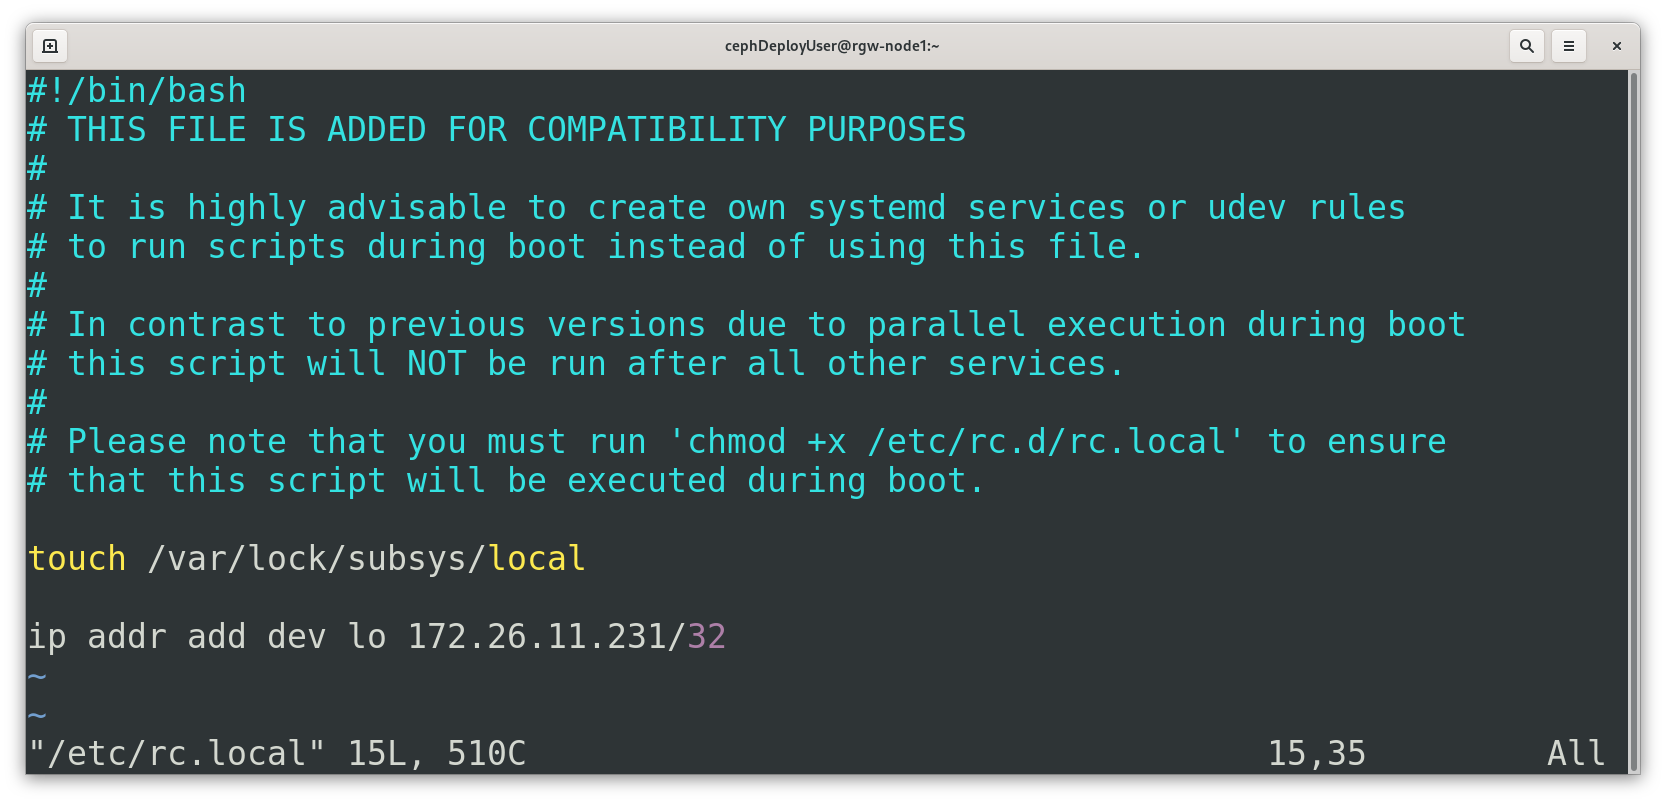 cephDeployUser@rgw-node1:~
#!/bin/bash
# THIS FILE IS ADDED FOR COMPATIBILITY PURPOSES
#
# It is highly advisable to create own systemd services or udev rules
# to run scripts during boot instead of using this file.
#
# In contrast to previous versions due to parallel execution during boot
# this script will NOT be run after all other services.
#
# Please note that you must run 'chmod +x /etc/rc.d/rc.local' to ensure
# that this script will be executed during boot.

touch /var/lock/subsys/local

ip addr add dev lo 172.26.11.231/32
~
~
"/etc/rc.local" 15L, 510C 15,35 All